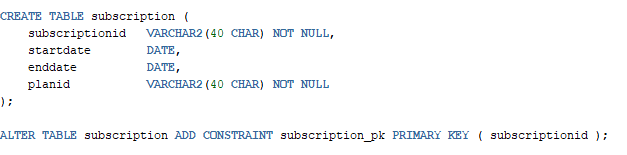 CREATE TABLE subscription (
    subscriptionid   VARCHAR2(40 CHAR) NOT NULL,
    startdate        DATE,
    enddate          DATE,
    planid           VARCHAR2(40 CHAR) NOT NULL
);
ALTER TABLE subscription ADD CONSTRAINT subscription_pk PRIMARY KEY ( subscriptionid );